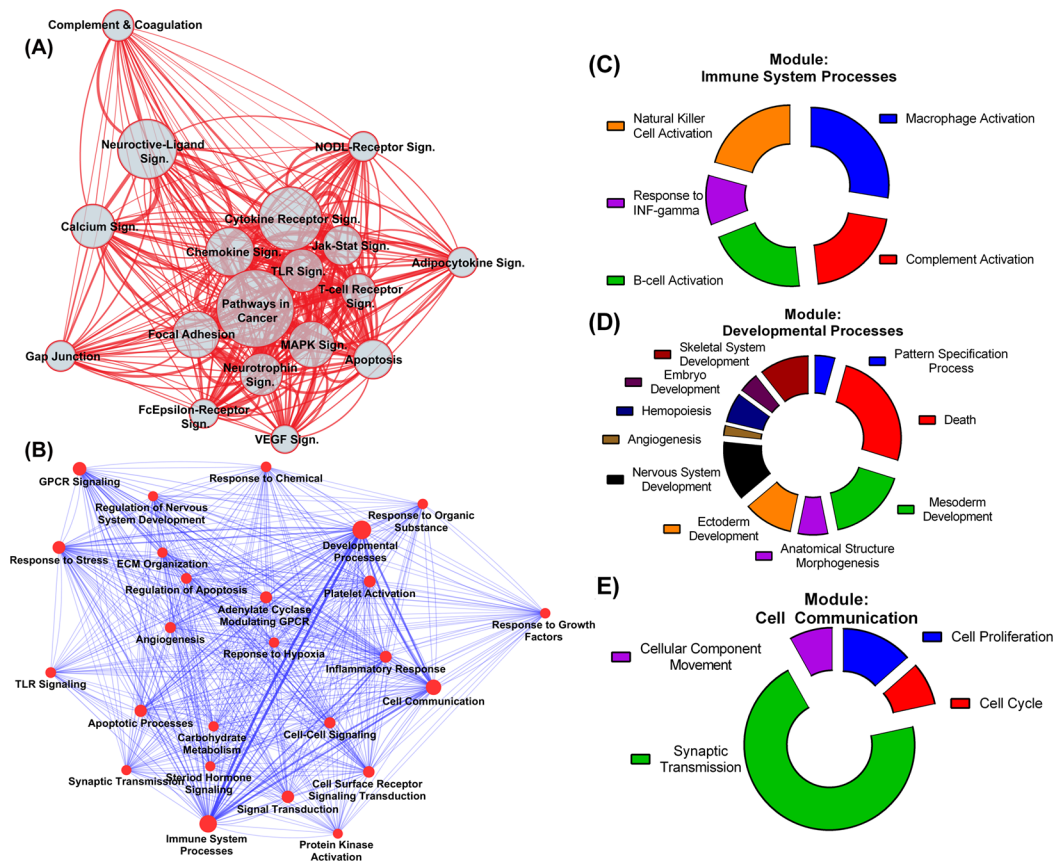 (A)
Complement & Coagulation
Neuroctive-Ligand
Sign.
NODL-Receptor Sign.
Cytokine Receptor Sign.
Calcium Sign.
Chemokine Sign.
Jak-Stat Sign.
Adipocytokine Sign.
TLR Sign.
T-cell Receptor
Sign.
Pathways in
Cancer
Focal Adhesion
MAPK Sign.
Gap Junction
Apoptosis
Neurotrophin
Sign.
FcEpsilon-Receptor
Sign.
VEGF Sign.
(B)
GPCR Signaling
Response to Chemical
Regulation of Nervous
System Development
Response to Organic
Substance
Developmental
Processes
Response to Stress
ECM Organization
Regulation of Apoptosis
Platelet Activation
Adenylate Cyclase
Modulating GPCR
Response to Growth
Factors
Angiogenesis
Reponse to Hypoxia
Inflammatory Response
TLR Signaling
Cell Communication
Apoptotic Processes
Carbohydrate
Metabolism
Cell-Cell Signaling
Synaptic Transmission
Steriod Hormone
Signaling
Cell Surface Receptor
Signaling Transduction
Signal Transduction
Immune System
Processes
Protein Kinase
Activation
(C)
Module:
Immune System Processes
Natural Killer
Cell Activation
Macrophage Activation
Response to
INF-gamma
B-cell Activation
Complement Activation
(D)
Module:
Developmental Processes
Skeletal System
Development
Pattern Specification
Process
Embryo
Development
Hemopoiesis
Death
Angiogenesis
Nervous System
Development
Mesoderm
Development
Ectoderm
Development
Anatomical Structure
Morphogenesis
E)
Module:
Cell Communication
Cellular Component
Movement
Cell Proliferation
Cell Cycle
Synaptic
Transmission